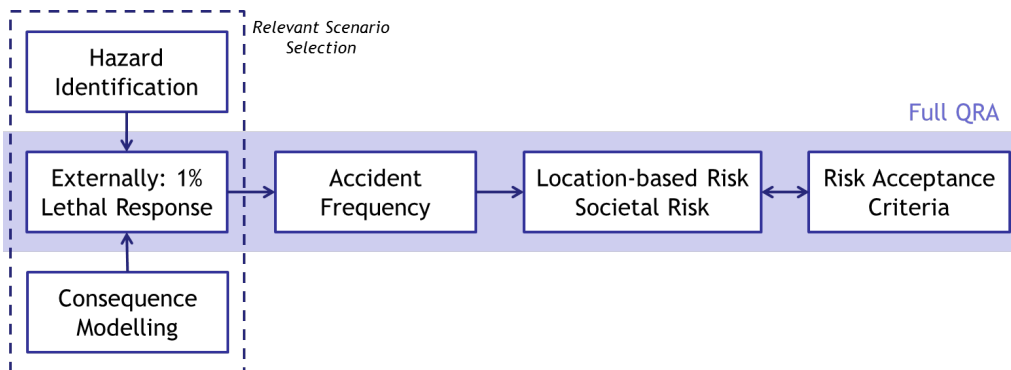 Relevant Scenario
Selection
Hazard
Identification
Full QRA
Externally: 1%
Lethal Response
Accident
Frequency
Location-based Risk
Societal Risk
Risk Acceptance
Criteria
Consequence
Modelling